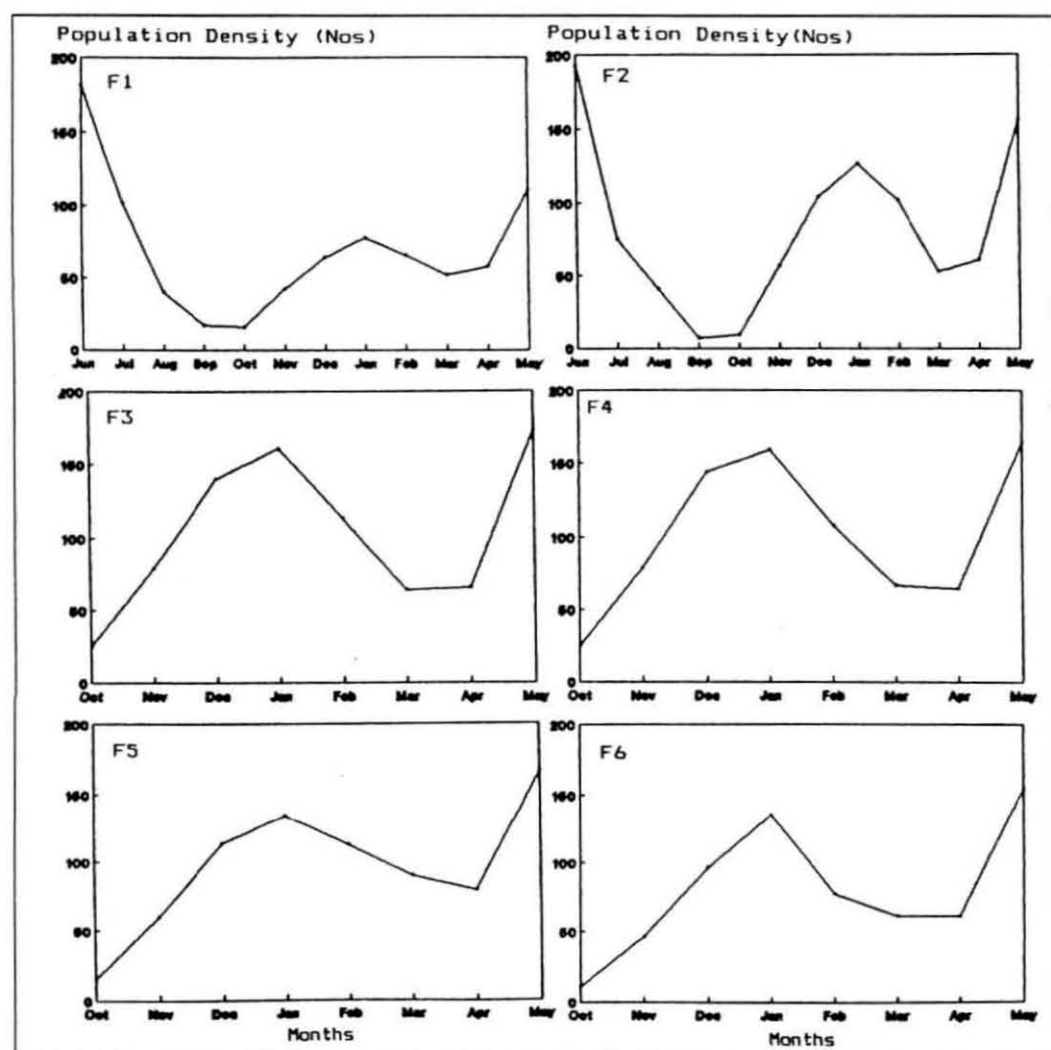 Population Density (Nos)
Population Density(Nos)
F1
200
150
100
50
0
Jun Jul Aug Sep Oct Nov Dec Jan Feb Mar Apr May
F2
200
150
100
50
0
Jun Jul Aug Sep Oct Nov Dec Jan Feb Mar Apr May
F3
200
150
100
50
0
Oct Nov Dec Jan Feb Mar Apr May
F4
200
150
100
50
0
Oct Nov Dec Jan Feb Mar Apr May
F5
200
150
100
50
0
Oct Nov Dec Jan Feb Mar Apr May
Months
F6
200
150
100
50
0
Oct Nov Dec Jan Feb Mar Apr May
Months